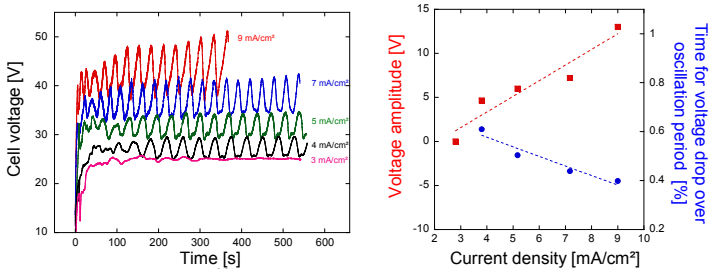 50
40
30
20
10
Cell voltage [V]
9 mA/cm²
7 mA/cm²
5 mA/cm²
4 mA/cm²
3 mA/cm²
0 100 200 300 400 500 600
Time [s]
15
10
5
0
-5
-10
Voltage amplitude [V]
2 3 4 5 6 7 8 9 10
Current density [mA/cm²]
1
0.8
0.6
0.4
0.2
Time for voltage drop over
oscillation period [%]